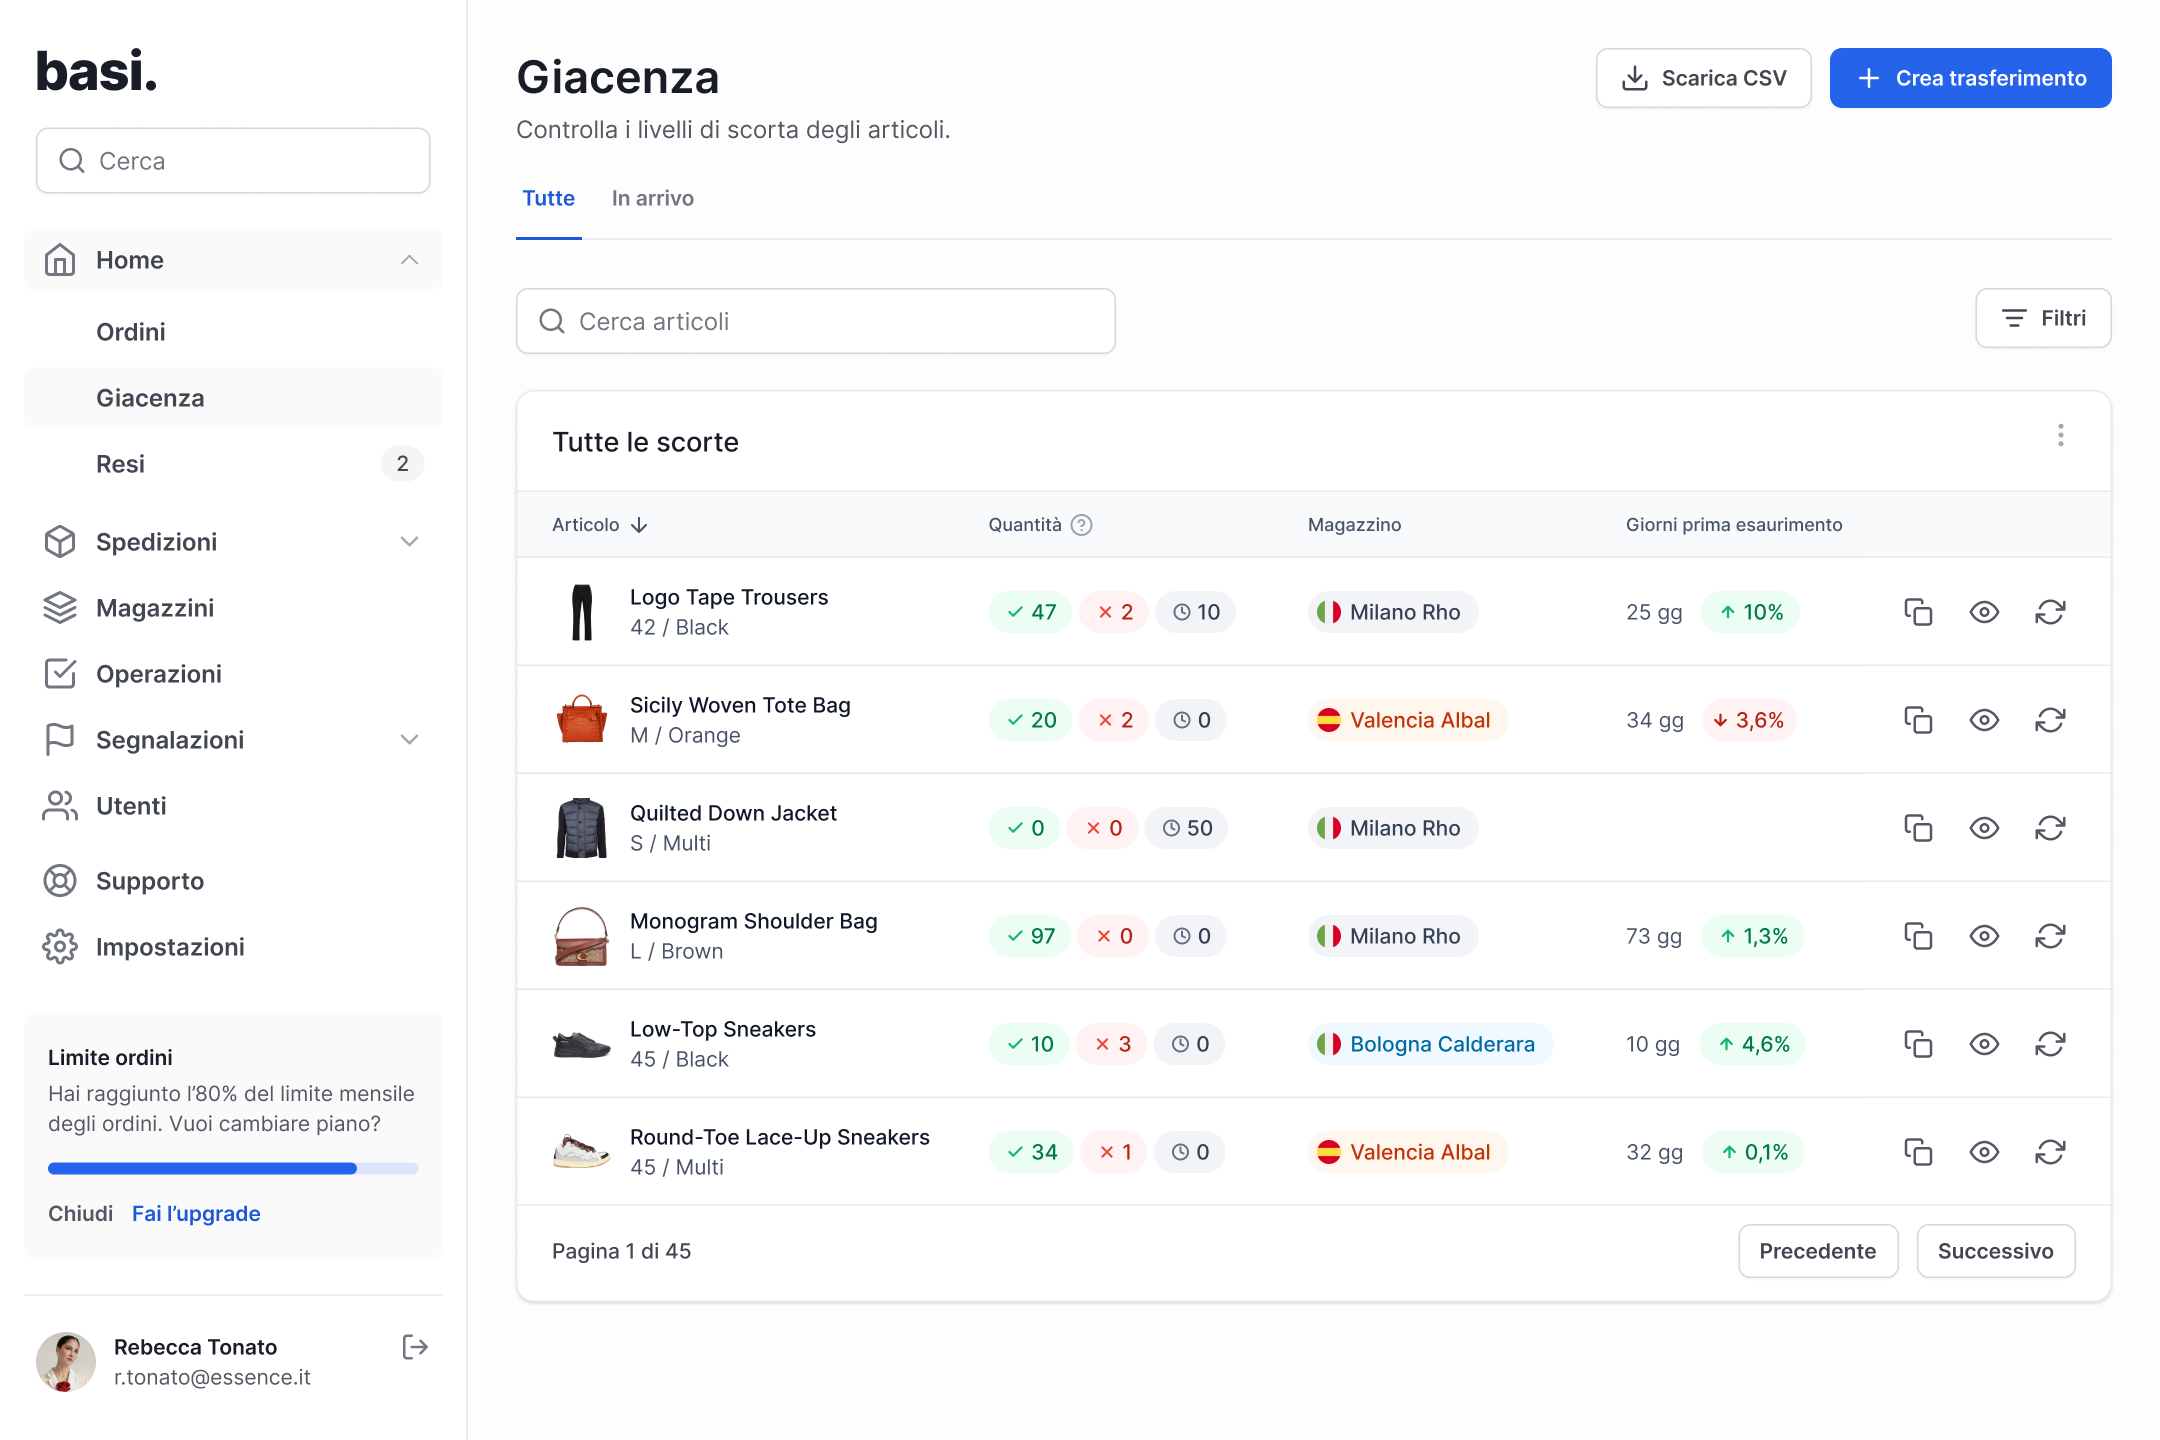 basi.
Cerca
Home
Ordini
Giacenza
Resi 2
Spedizioni
Magazzini
Operazioni
Segnalazioni
Utenti
Supporto
Impostazioni
Limite ordini
Hai raggiunto l’80% del limite mensile
degli ordini. Vuoi cambiare piano?
Chiudi Fai l’upgrade
Rebecca Tonato
r.tonato@essence.it
Giacenza
Controlla i livelli di scorta degli articoli.
Scarica CSV
Crea trasferimento
Tutte In arrivo
Cerca articoli
Filtri
Tutte le scorte
Articolo Quantità ? Magazzino Giorni prima esaurimento
Logo Tape Trousers
42 / Black
47 2 10 Milano Rho 25 gg 10%
Sicily Woven Tote Bag
M / Orange
20 2 0 Valencia Albal 34 gg 3,6%
Quilted Down Jacket
S / Multi
0 0 50 Milano Rho
Monogram Shoulder Bag
L / Brown
97 0 0 Milano Rho 73 gg 1,3%
Low-Top Sneakers
45 / Black
10 3 0 Bologna Calderara 10 gg 4,6%
Round-Toe Lace-Up Sneakers
45 / Multi
34 1 0 Valencia Albal 32 gg 0,1%
Pagina 1 di 45
Precedente Successivo